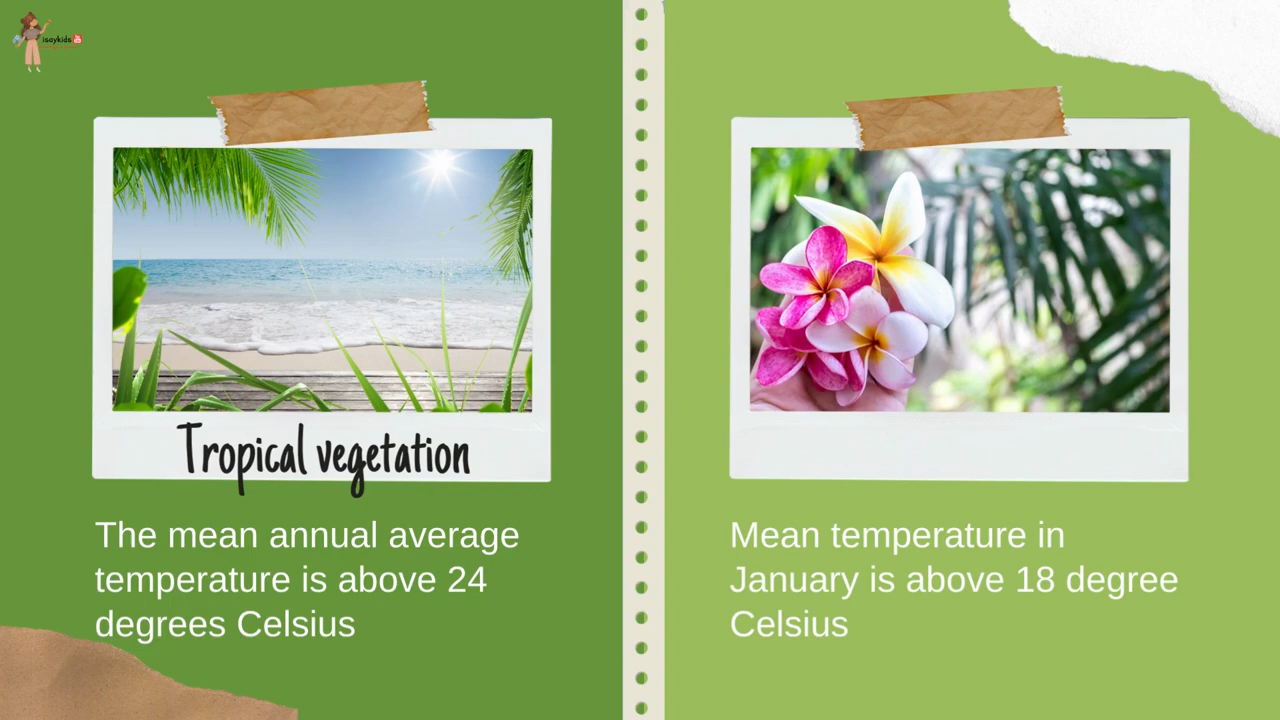 isaykids
Tropical vegetation
The mean annual average
temperature is above 24
degrees Celsius
Mean temperature in
January is above 18 degree
Celsius